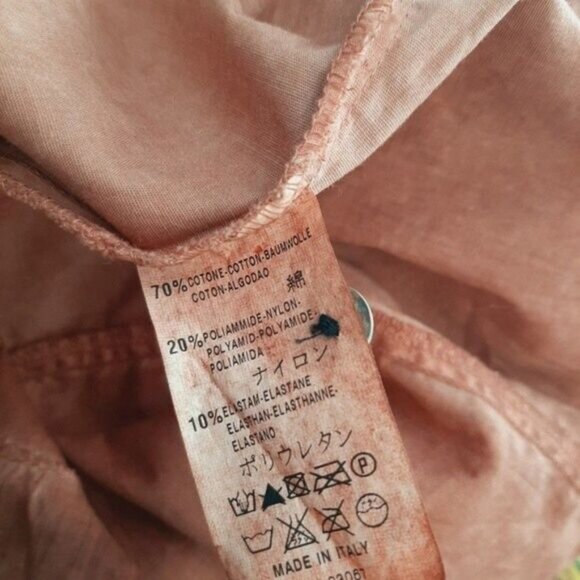 70% COTONE-COTTON-BAUMWOLLE
COTON-ALGODAO
綿
20% POLIAMMIDE-NYLON-
POLYAMID-POLYAMIDE-
POLIAMIDA
ナイロン
10% ELASTAM-ELASTANE
ELASTHAN-ELASTHANNE-
ELASTANO
ポリウレタン
P
MADE IN ITALY